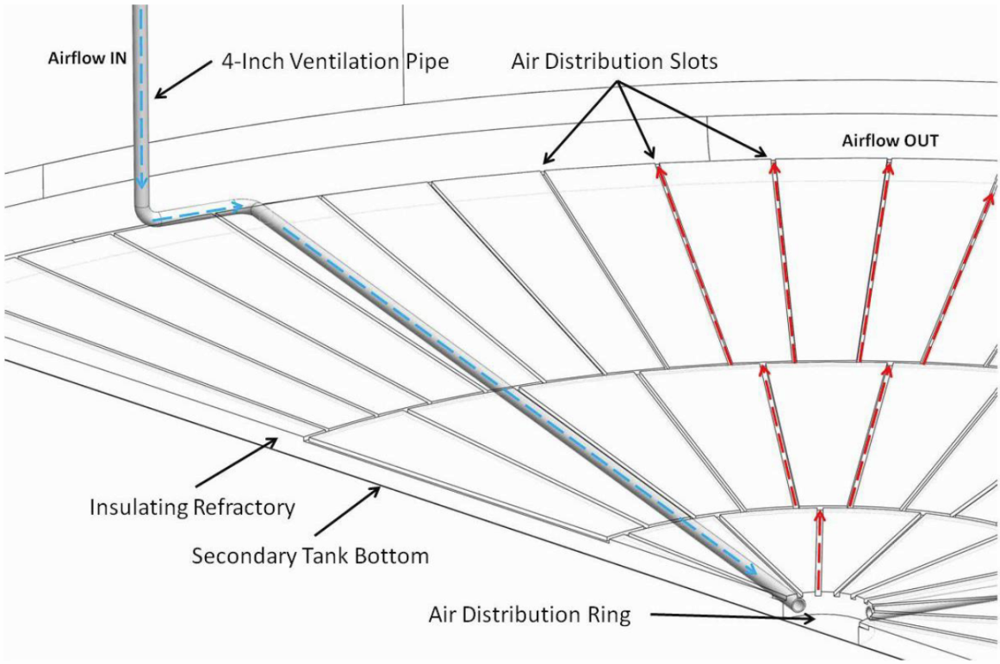 Airflow IN
4-Inch Ventilation Pipe
Air Distribution Slots
Airflow OUT
Insulating Refractory
Secondary Tank Bottom
Air Distribution Ring